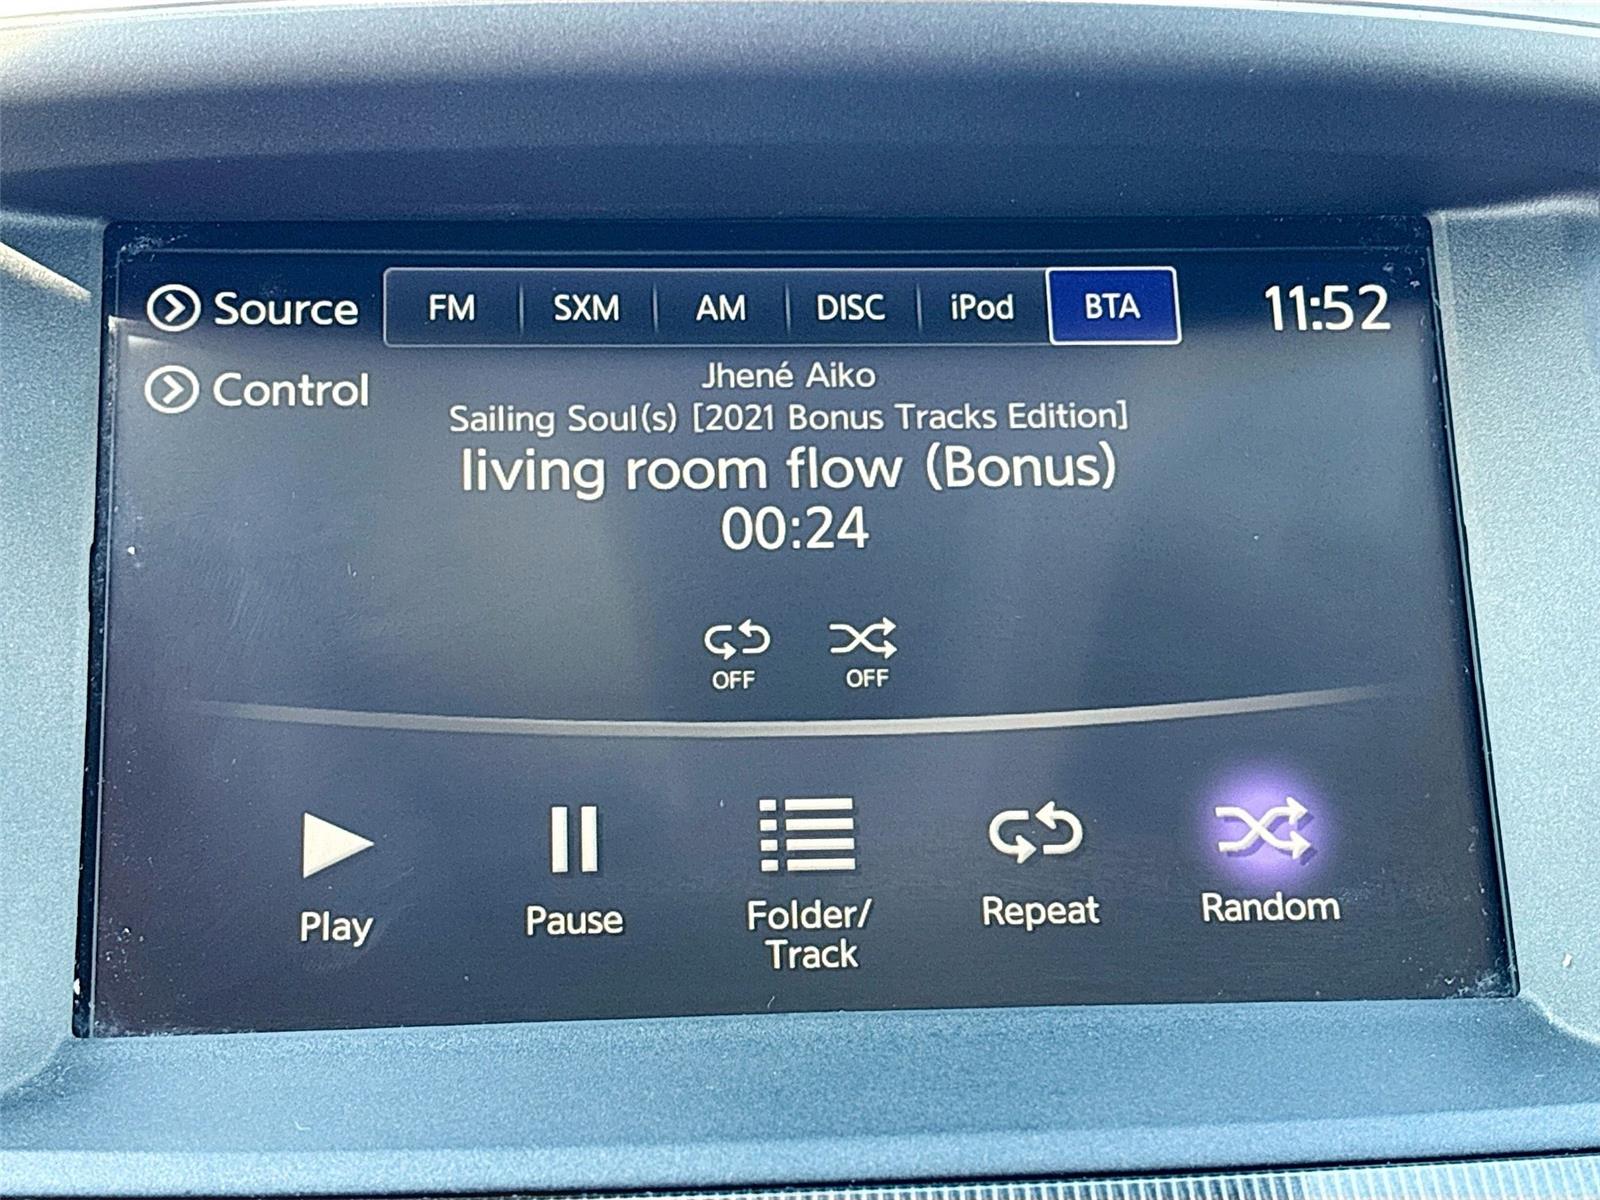 Source
FM SXM AM DISC iPod BTA
11:52
Control
Jhené Aiko
Sailing Soul(s) [2021 Bonus Tracks Edition]
living room flow (Bonus)
00:24
OFF OFF
Play
Pause
Folder/
Track
Repeat
Random